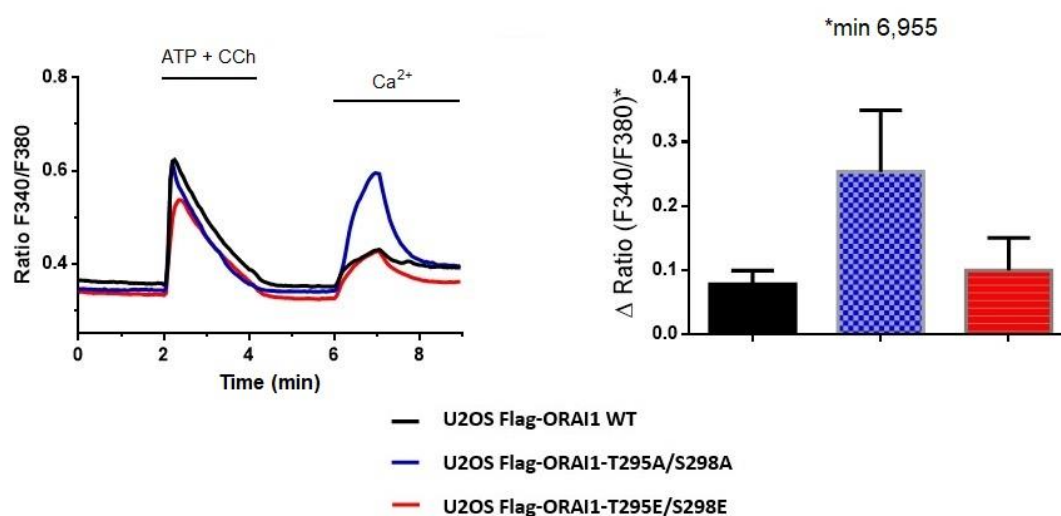 *min 6,955
ATP + CCh
Ca²⁺
0.8
0.6
0.4
Ratio F340/F380
0
2
4
6
8
Time (min)
0.4
0.3
0.2
0.1
0.0
Δ Ratio (F340/F380)*
U2OS Flag-ORAI1 WT
U2OS Flag-ORAI1-T295A/S298A
U2OS Flag-ORAI1-T295E/S298E